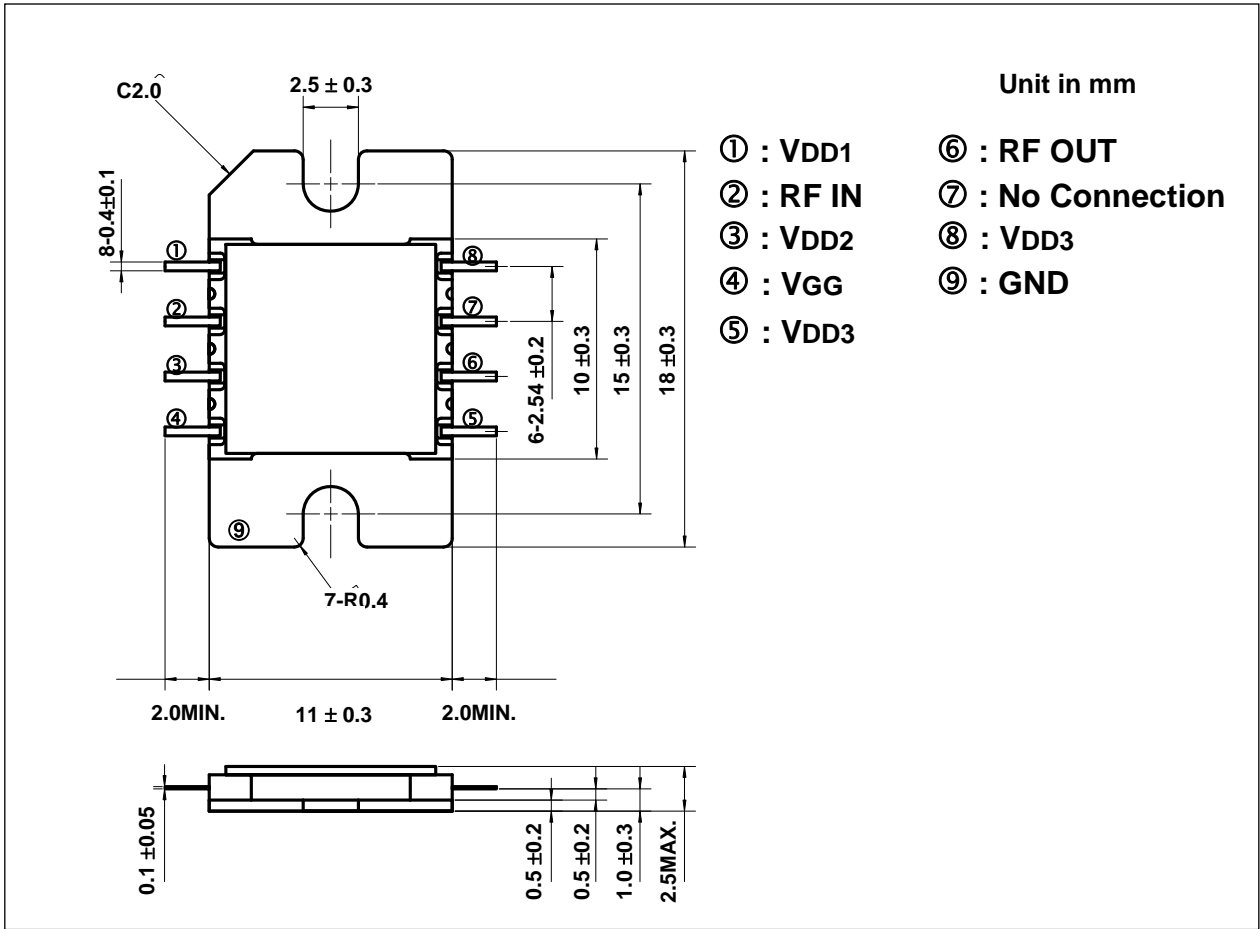 Unit in mm
C2.0
2.5 ± 0.3
① : VDD1
② : RF IN
③ : VDD2
④ : VGG
⑤ : VDD3
⑥ : RF OUT
⑦ : No Connection
⑧ : VDD3
⑨ : GND
8-0.4±0.1
①
②
③
④
⑧
⑦
⑥
⑤
⑨
6-2.54 ±0.2
10 ±0.3
15 ±0.3
18 ±0.3
7-R0.4
2.0MIN.
11 ± 0.3
2.0MIN.
0.1 ±0.05
0.5 ±0.2
0.5 ±0.2
1.0 ±0.3
2.5MAX.